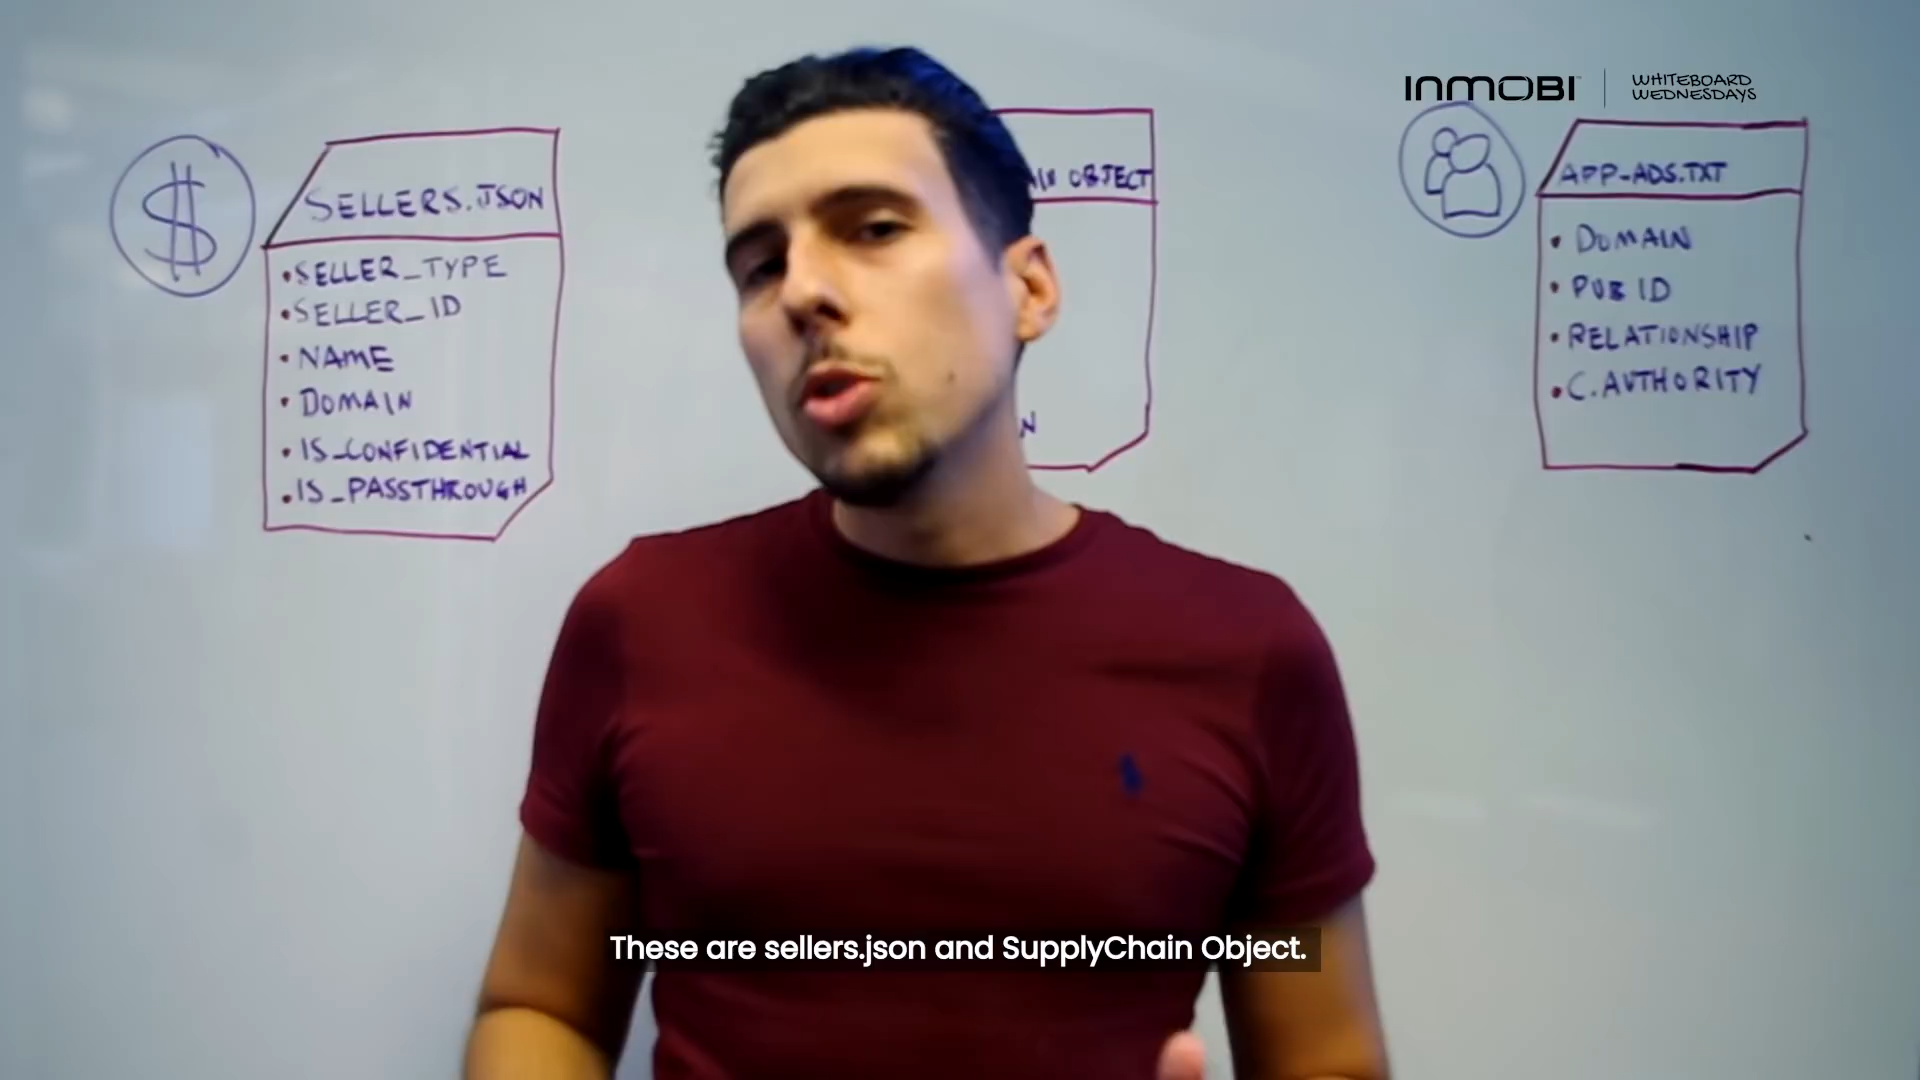 INMOBI
WHITEBOARD
WEDNESDAYS
$
SELLERS.JSON
• SELLER_TYPE
• SELLER_ID
• NAME
• DOMAIN
• IS_CONFIDENTIAL
• IS_PASSTHROUGH
OBJECT
N
APP-ADS.TXT
• DOMAIN
• PUB ID
• RELATIONSHIP
• C.AUTHORITY
These are sellers.json and SupplyChain Object.